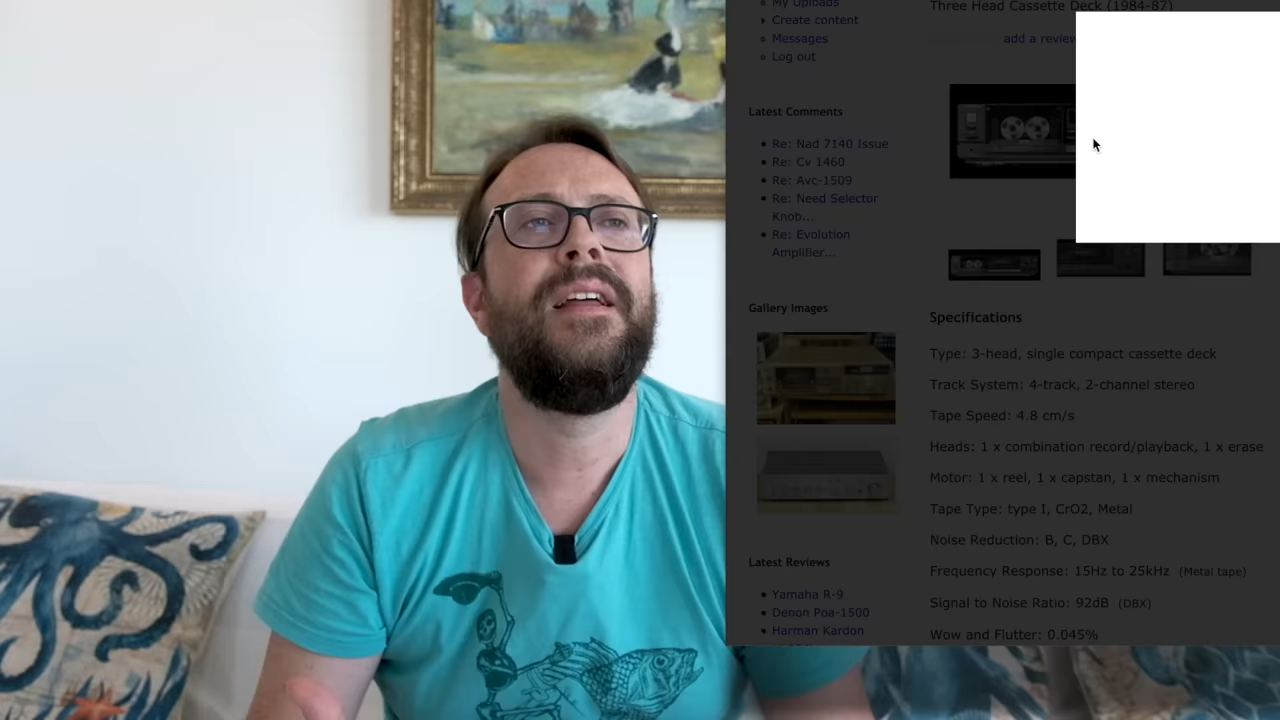 My Uploads
Create content
Messages
Log out
Latest Comments
Re: Nad 7140 Issue
Re: Cv 1460
Re: Avc-1509
Re: Need Selector
Knob...
Re: Evolution
Amplifier...
Gallery Images
Latest Reviews
Yamaha R-9
Denon Poa-1500
Harman Kardon
Three Head Cassette Deck (1984-87)
add a review
Specifications
Type: 3-head, single compact cassette deck
Track System: 4-track, 2-channel stereo
Tape Speed: 4.8 cm/s
Heads: 1 x combination record/playback, 1 x erase
Motor: 1 x reel, 1 x capstan, 1 x mechanism
Tape Type: type I, CrO2, Metal
Noise Reduction: B, C, DBX
Frequency Response: 15Hz to 25kHz (Metal tape)
Signal to Noise Ratio: 92dB (DBX)
Wow and Flutter: 0.045%